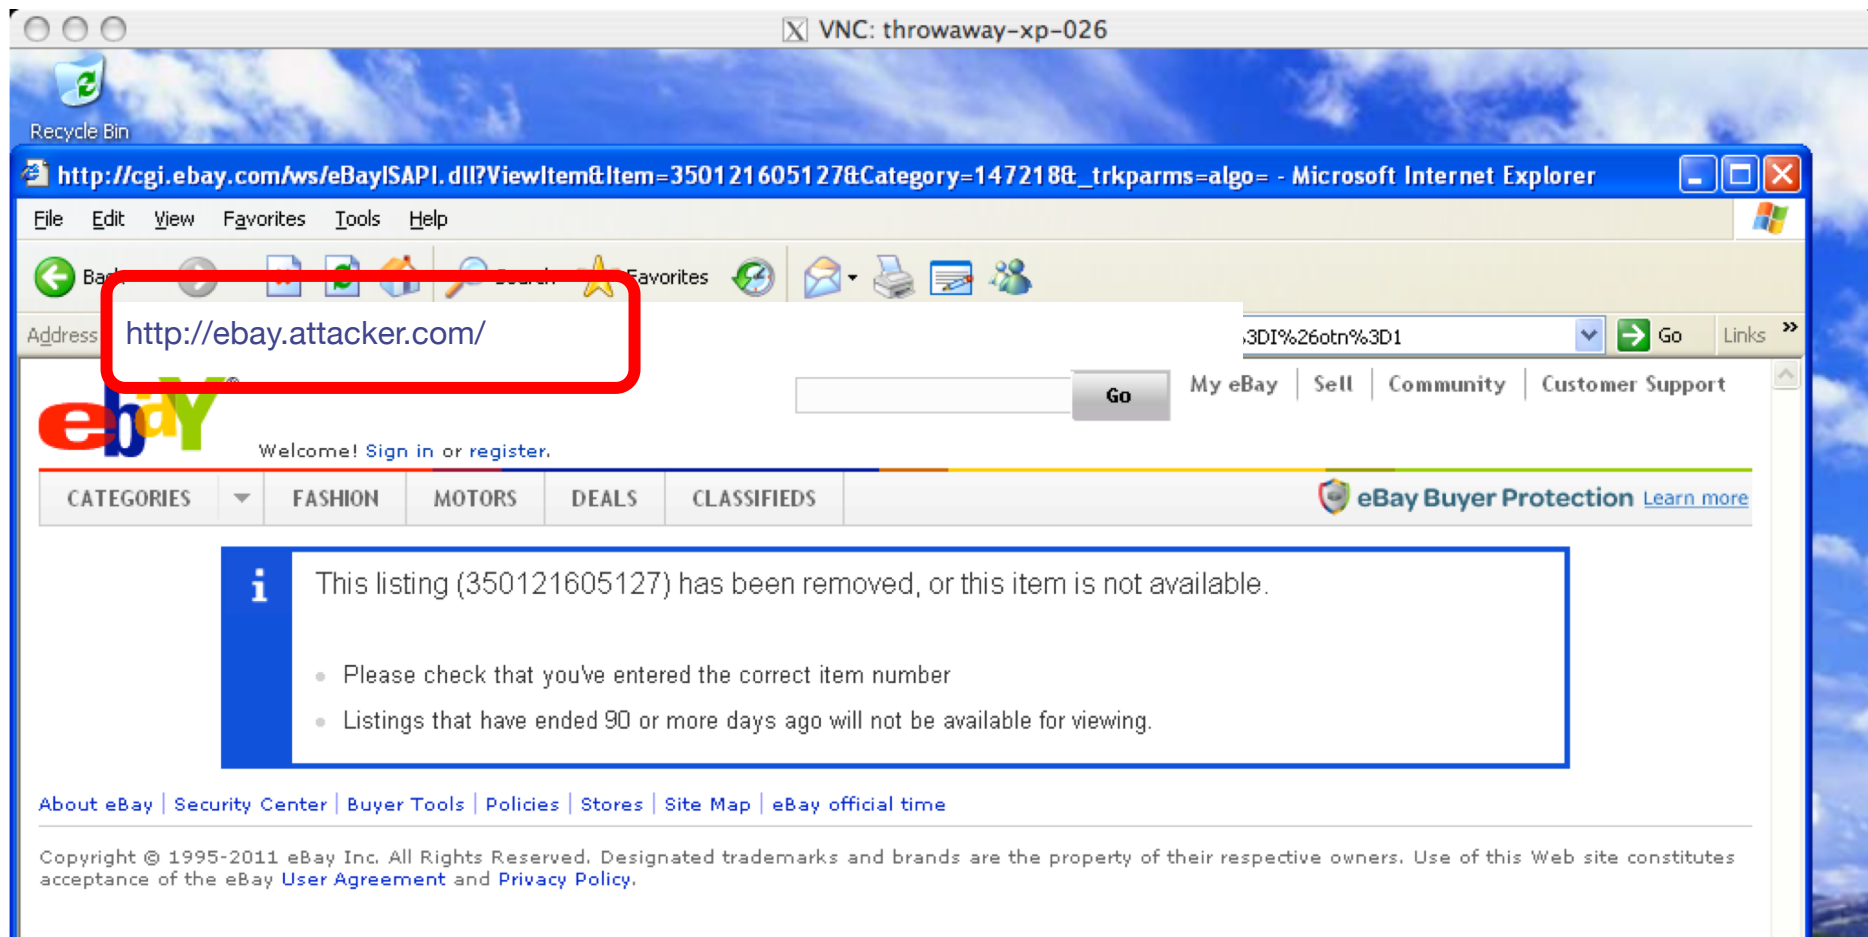 VNC: throwaway-xp-026
Recycle Bin
http://cgi.ebay.com/ws/eBayISAPI.dll?ViewItem&Item=350121605127&Category=147218&_trkparms=algo= - Microsoft Internet Explorer
File Edit View Favorites Tools Help
Favorites
Address http://ebay.attacker.com/ %3DI%26otn%3D1 Go Links »
ebay®
Go My eBay | Sell | Community | Customer Support
Welcome! Sign in or register.
CATEGORIES FASHION MOTORS DEALS CLASSIFIEDS eBay Buyer Protection Learn more
i This listing (350121605127) has been removed, or this item is not available.
Please check that you've entered the correct item number
Listings that have ended 90 or more days ago will not be available for viewing.
About eBay | Security Center | Buyer Tools | Policies | Stores | Site Map | eBay official time
Copyright © 1995-2011 eBay Inc. All Rights Reserved. Designated trademarks and brands are the property of their respective owners. Use of this Web site constitutes
acceptance of the eBay User Agreement and Privacy Policy.